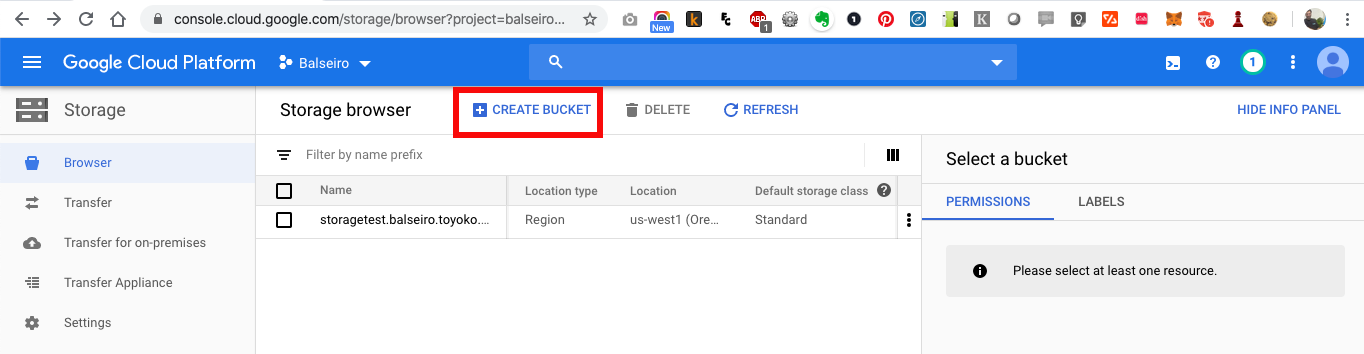 console.cloud.google.com/storage/browser?project=balseiro...
New
ABP
1
Google Cloud Platform
Balseiro
1
Storage
Storage browser
CREATE BUCKET
DELETE
REFRESH
HIDE INFO PANEL
Browser
Transfer
Transfer for on-premises
Transfer Appliance
Settings
Filter by name prefix
Name Location type Location Default storage class
storagetest.balseiro.toyoko.... Region us-west1 (Ore... Standard
Select a bucket
PERMISSIONS LABELS
Please select at least one resource.